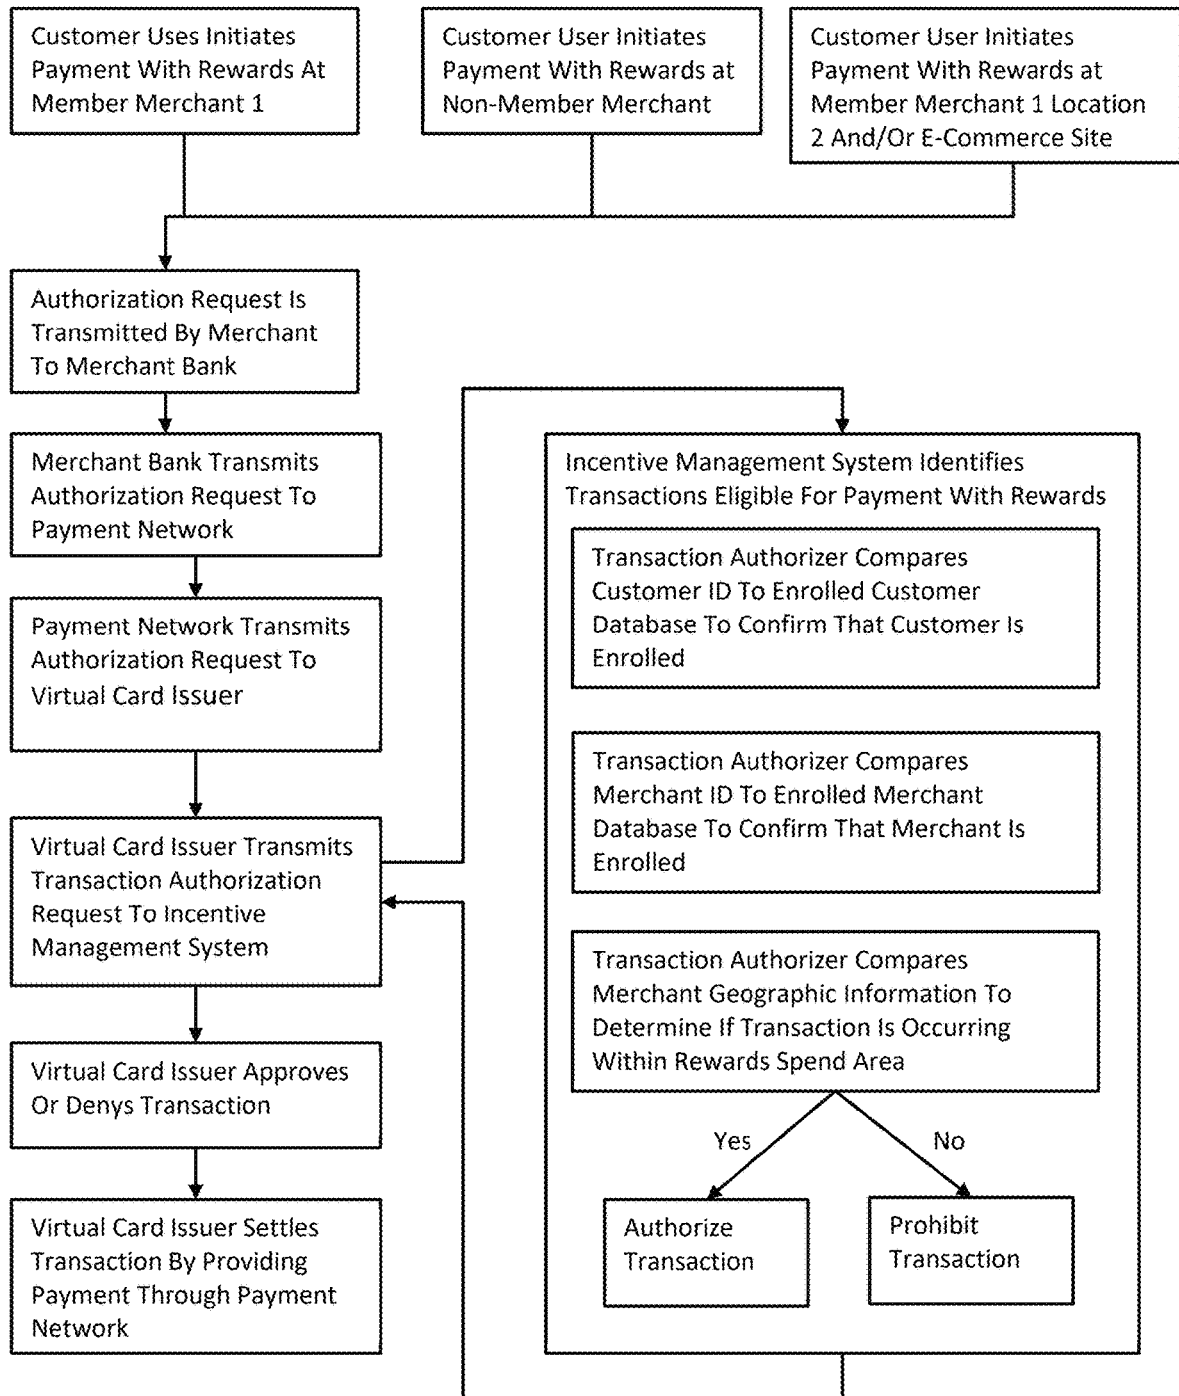 Customer Uses Initiates
Payment With Rewards At
Member Merchant 1
Customer User Initiates
Payment With Rewards at
Non-Member Merchant
Customer User Initiates
Payment With Rewards at
Member Merchant 1 Location
2 And/Or E-Commerce Site
Authorization Request Is
Transmitted By Merchant
To Merchant Bank
Merchant Bank Transmits
Authorization Request To
Payment Network
Payment Network Transmits
Authorization Request To
Virtual Card Issuer
Virtual Card Issuer Transmits
Transaction Authorization
Request To Incentive
Management System
Virtual Card Issuer Approves
Or Denys Transaction
Virtual Card Issuer Settles
Transaction By Providing
Payment Through Payment
Network
Incentive Management System Identifies
Transactions Eligible For Payment With Rewards
Transaction Authorizer Compares
Customer ID To Enrolled Customer
Database To Confirm That Customer Is
Enrolled
Transaction Authorizer Compares
Merchant ID To Enrolled Merchant
Database To Confirm That Merchant Is
Enrolled
Transaction Authorizer Compares
Merchant Geographic Information To
Determine If Transaction Is Occurring
Within Rewards Spend Area
Yes
No
Authorize
Transaction
Prohibit
Transaction